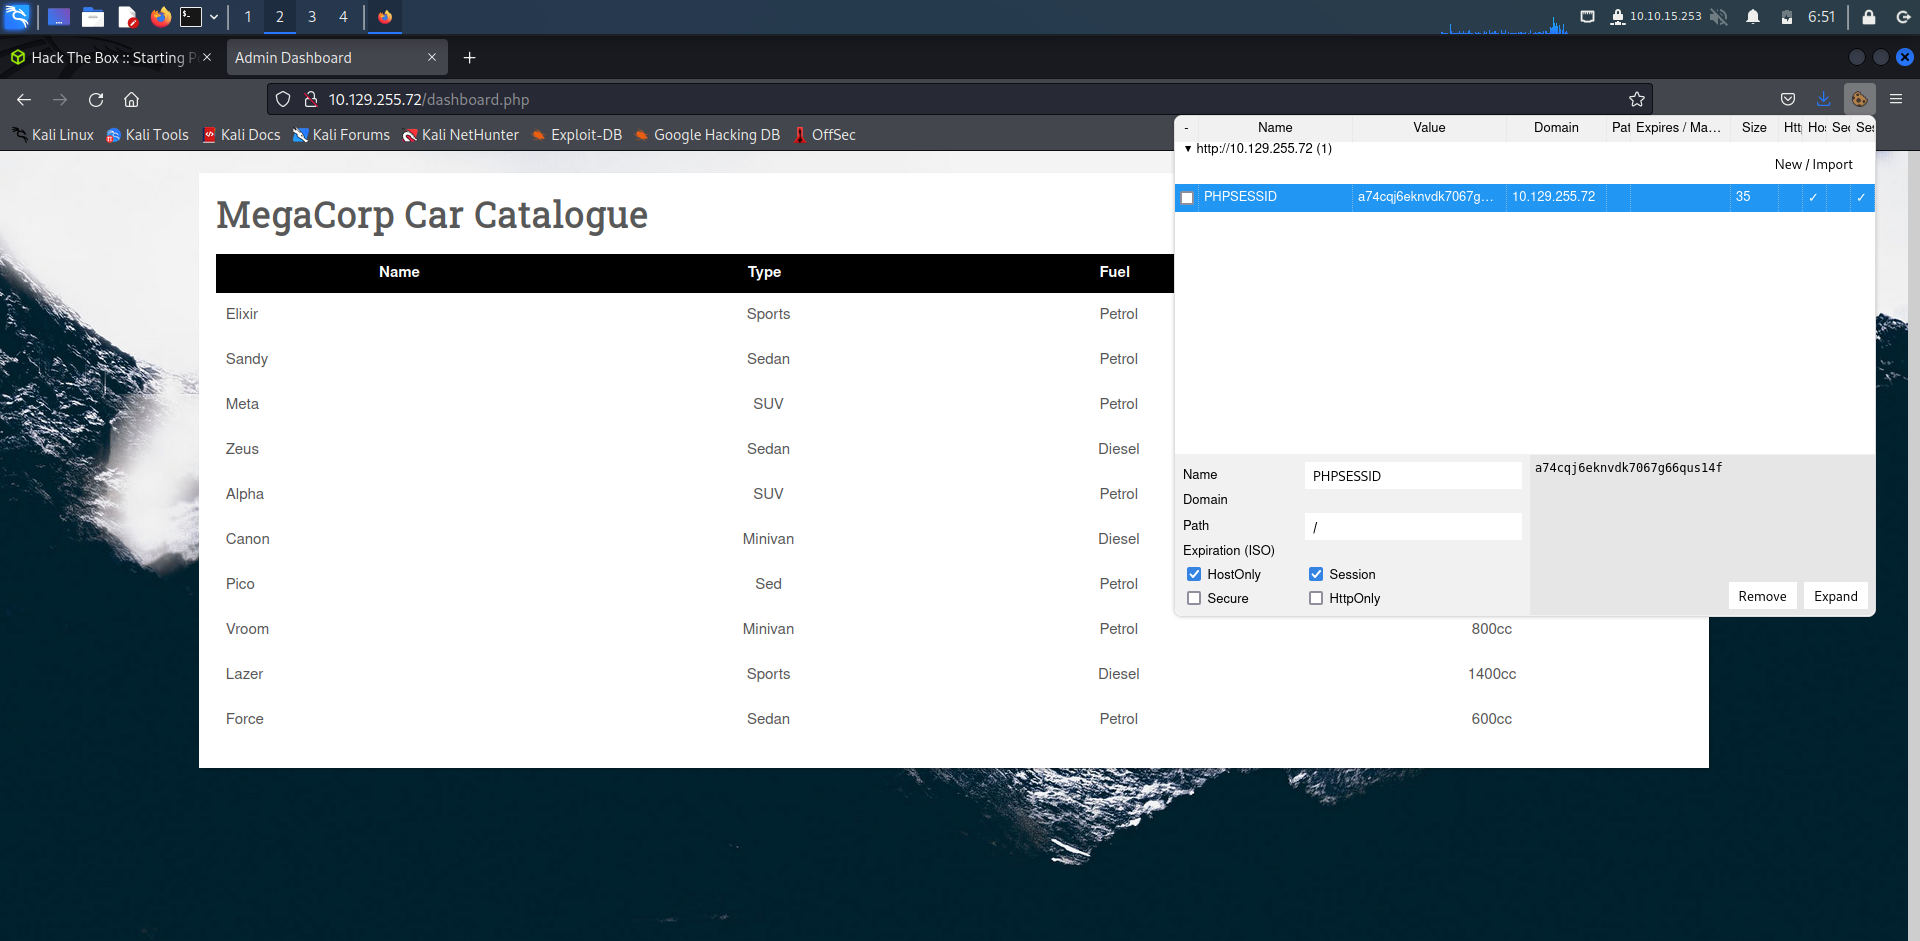 1 2 3 4 10.10.15.253 6:51
Hack The Box :: Starting P
Admin Dashboard
10.129.255.72/dashboard.php
Kali Linux Kali Tools Kali Docs Kali Forums Kali NetHunter Exploit-DB Google Hacking DB OffSec
- Name Value Domain Pat Expires / Ma... Size Htt Hos Sec Ses
http://10.129.255.72 (1)
New / Import
PHPSESSID a74cqj6eknvdk7067g... 10.129.255.72 35 ✓ ✓
MegaCorp Car Catalogue
Name Type Fuel
Elixir Sports Petrol
Sandy Sedan Petrol
Meta SUV Petrol
Zeus Sedan Diesel
Alpha SUV Petrol
Canon Minivan Diesel
Pico Sed Petrol
Vroom Minivan Petrol 800cc
Lazer Sports Diesel 1400cc
Force Sedan Petrol 600cc
Name PHPSESSID
a74cqj6eknvdk7067g66qus14f
Domain
Path /
Expiration (ISO)
HostOnly Session
Secure HttpOnly
Remove Expand